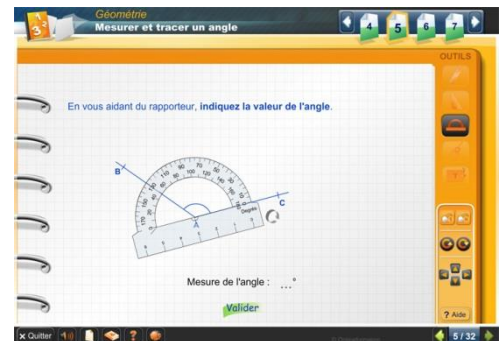 Géométrie
Mesurer et tracer un angle
4 5 6 7
OUTILS
En vous aidant du rapporteur, indiquez la valeur de l'angle.
B
A
C
Degrés
Mesure de l'angle : ...°
Valider
? Aide
x Quitter
5 / 32